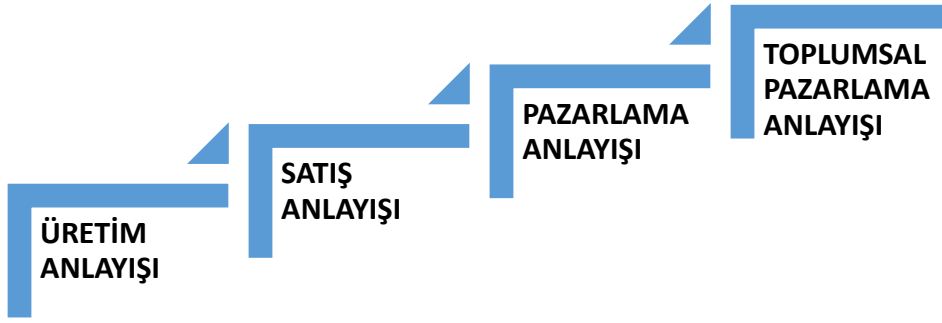 ÜRETİM
ANLAYIŞI
SATIŞ
ANLAYIŞI
PAZARLAMA
ANLAYIŞI
TOPLUMSAL
PAZARLAMA
ANLAYIŞI